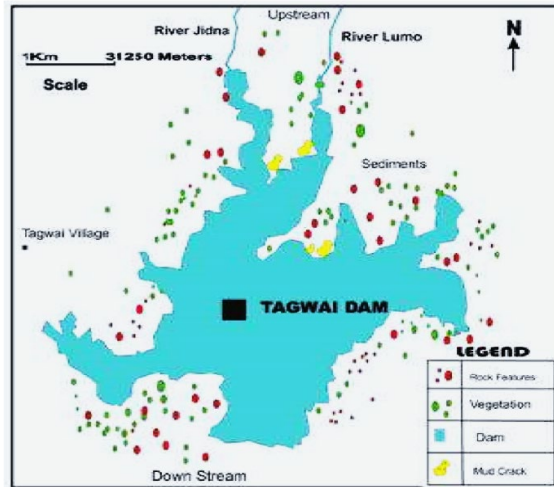 Upstream
River Jidna
River Lumo
N
1Km 31250 Meters
Scale
Sediments
Tagwai Village
TAGWAI DAM
LEGEND
Rock Features
Vegetation
Dam
Mud Crack
Down Stream